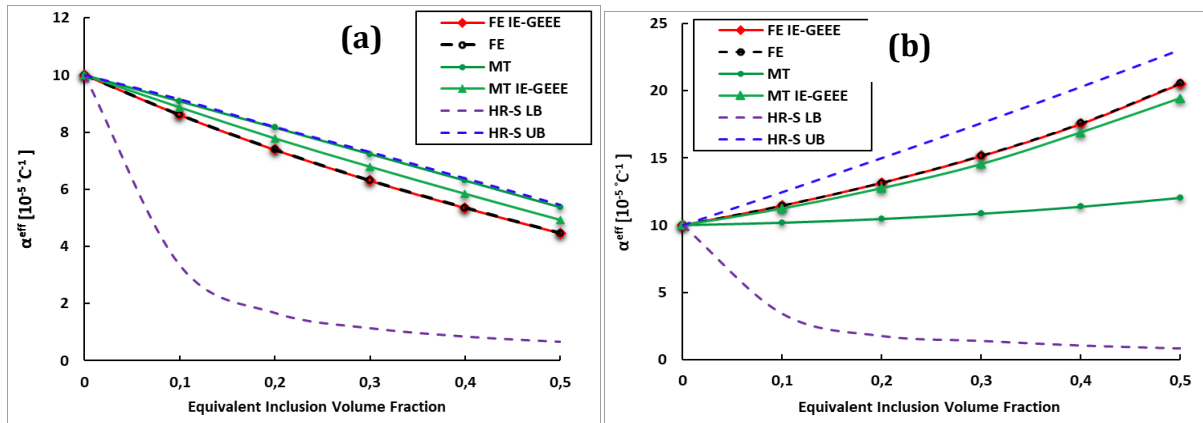 (a)
FE IE-GEEE
FE
MT
MT IE-GEEE
HR-S LB
HR-S UB
12
10
8
6
4
2
0
α^eff [10^-5 °C^-1]
0 0,1 0,2 0,3 0,4 0,5
Equivalent Inclusion Volume Fraction
(b)
FE IE-GEEE
FE
MT
MT IE-GEEE
HR-S LB
HR-S UB
25
20
15
10
5
0
α^eff [10^-5 °C^-1]
0 0,1 0,2 0,3 0,4 0,5
Equivalent Inclusion Volume Fraction